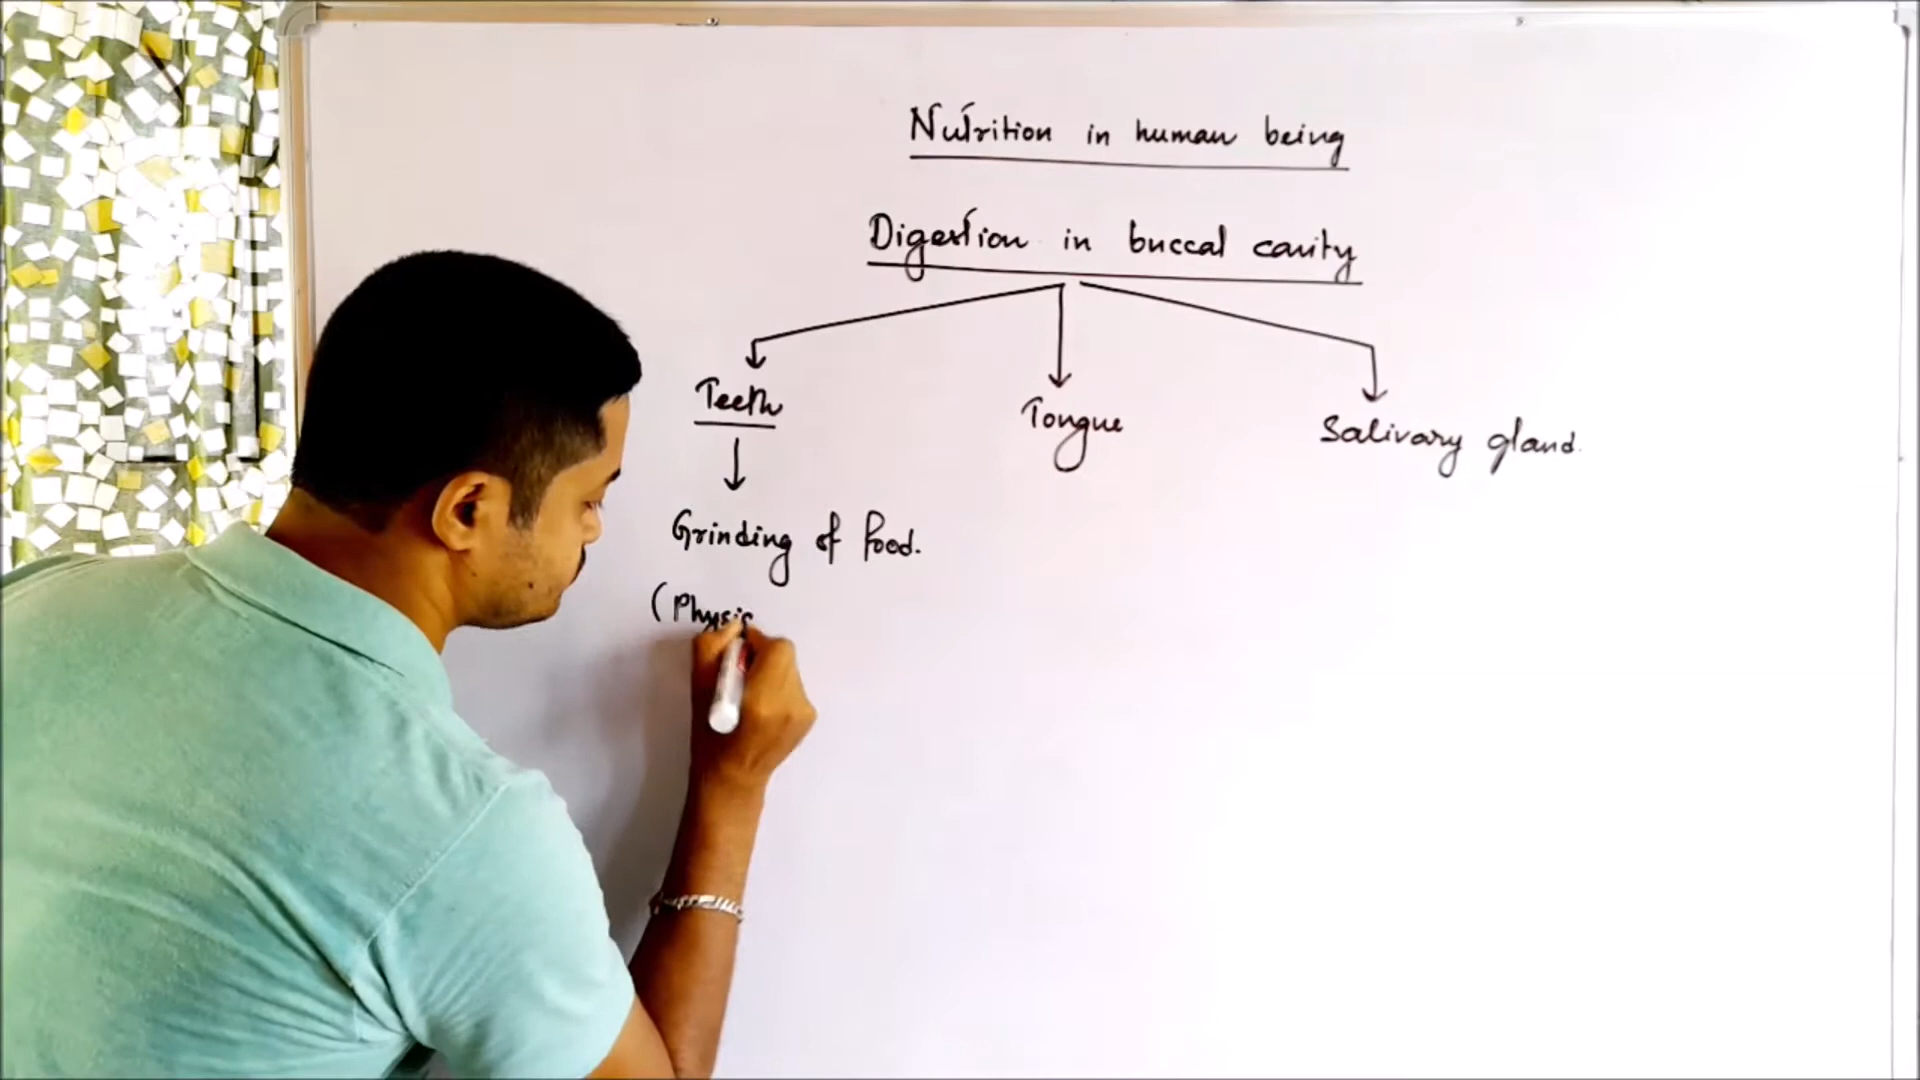 Nutrition in human being
Digestion in buccal cavity
Teeth
Tongue
Salivary gland.
Grinding of food.
(Physic